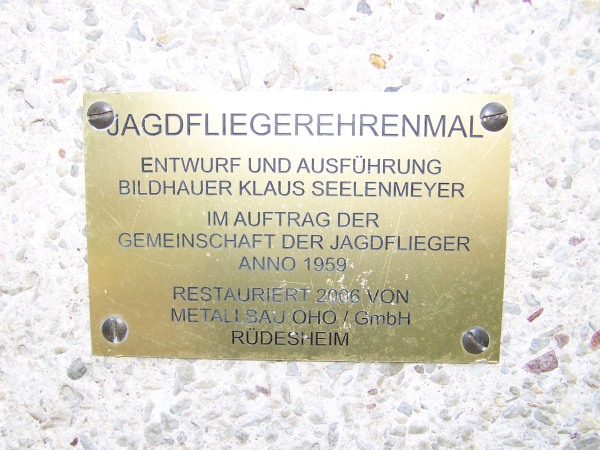 JAGDFLIEGEREHRENMAL
ENTWURF UND AUSFÜHRUNG
BILDHAUER KLAUS SEELENMEYER
IM AUFTRAG DER
GEMEINSCHAFT DER JAGDFLIEGER
ANNO 1959
RESTAURIERT 2006 VON
METALLBAU OHO / GmbH
RÜDESHEIM